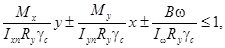 M_x / (I_xn R_y γ_c) y ± M_y / (I_yn R_y γ_c) x ± Bω / (I_ω R_y γ_c) ≤ 1,